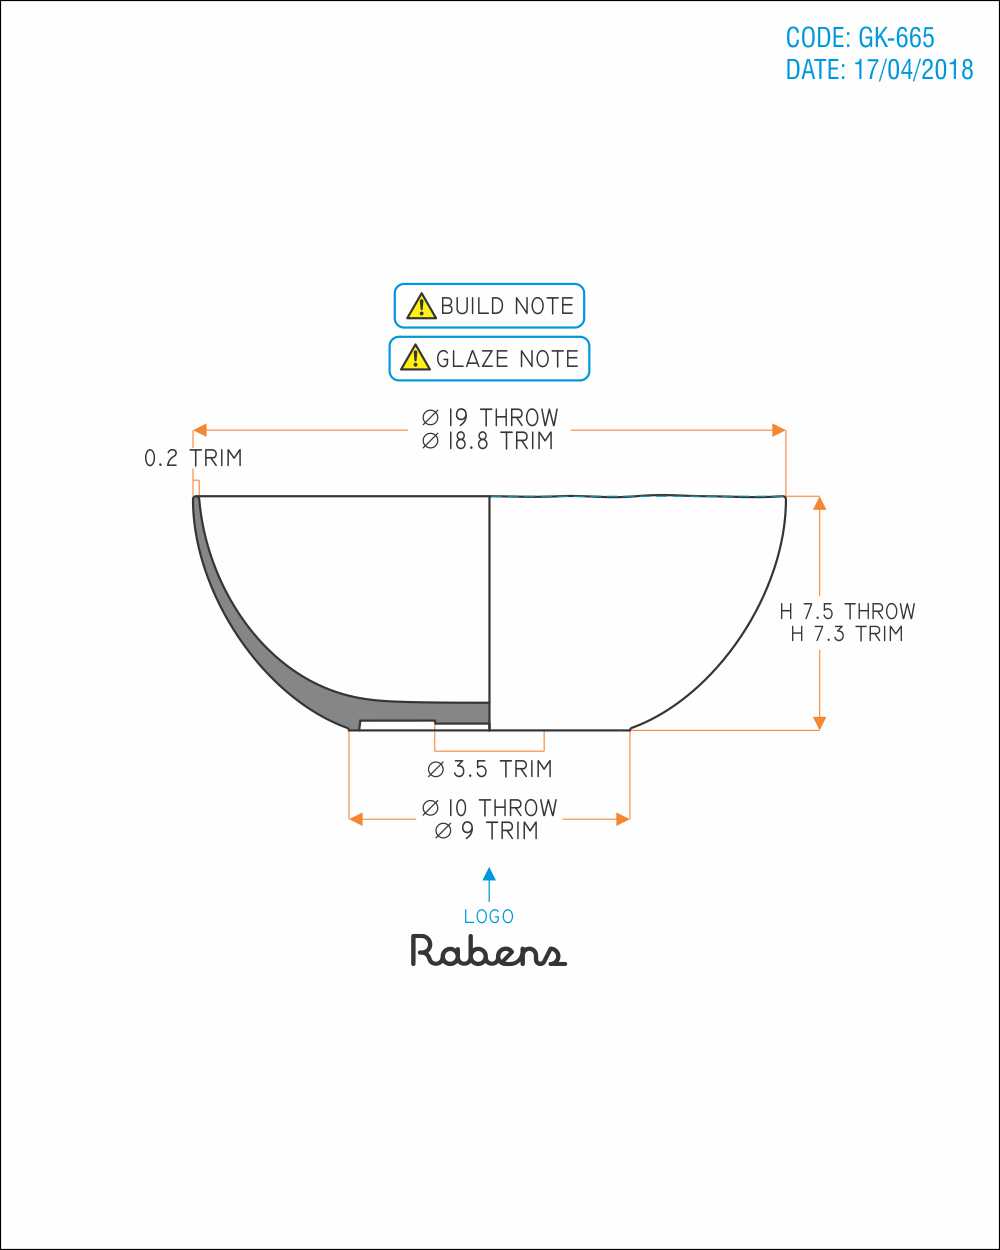 CODE: GK-665
DATE: 17/04/2018
BUILD NOTE
GLAZE NOTE
Ø 19 THROW
Ø 18.8 TRIM
0.2 TRIM
H 7.5 THROW
H 7.3 TRIM
Ø 3.5 TRIM
Ø 10 THROW
Ø 9 TRIM
LOGO
Rabens